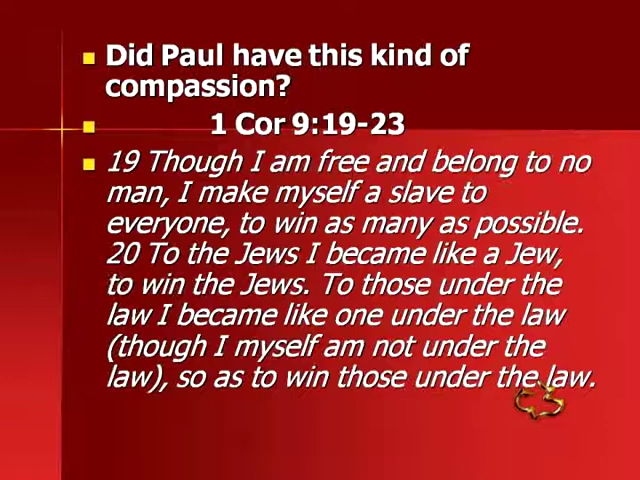 Did Paul have this kind of
compassion?
1 Cor 9:19-23
19 Though I am free and belong to no
man, I make myself a slave to
everyone, to win as many as possible.
20 To the Jews I became like a Jew,
to win the Jews. To those under the
law I became like one under the law
(though I myself am not under the
law), so as to win those under the law.